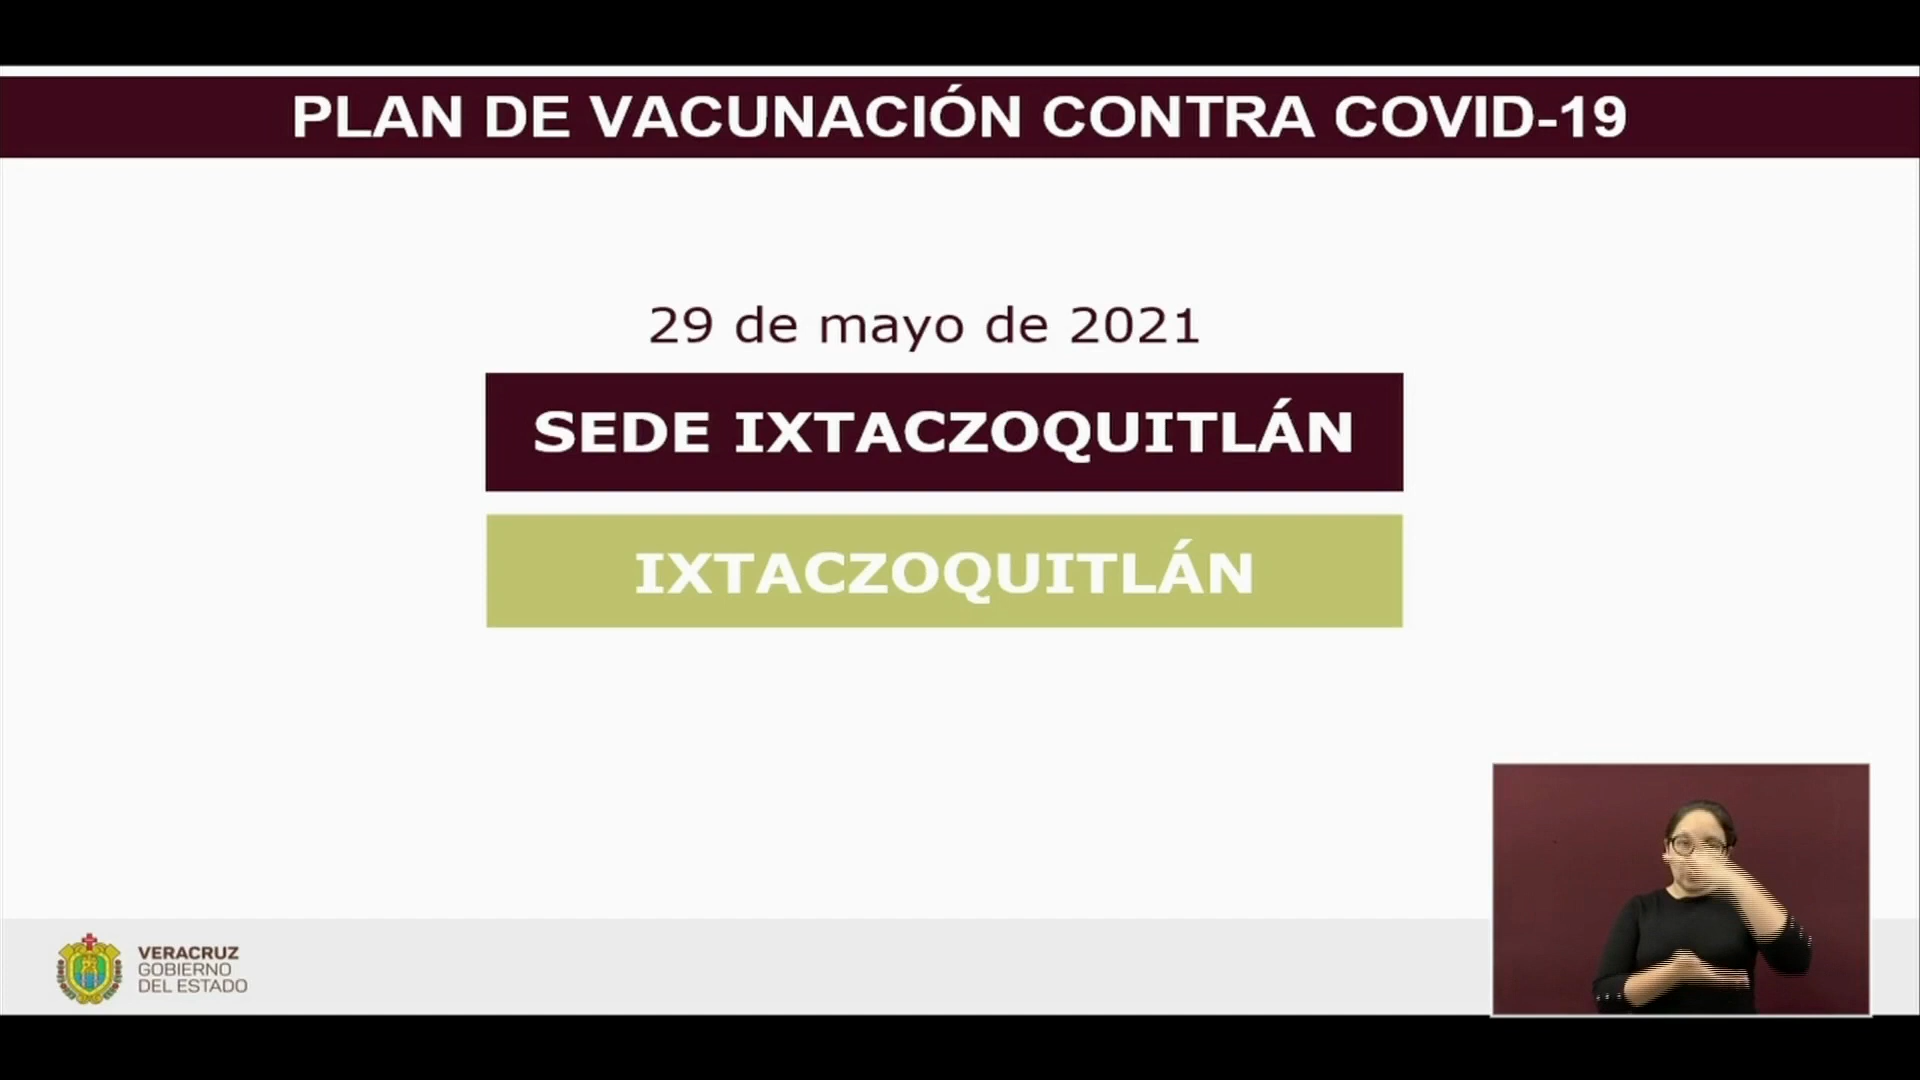 PLAN DE VACUNACIÓN CONTRA COVID-19
29 de mayo de 2021
SEDE IXTACZOQUITLÁN
IXTACZOQUITLÁN
VERACRUZ
GOBIERNO
DEL ESTADO